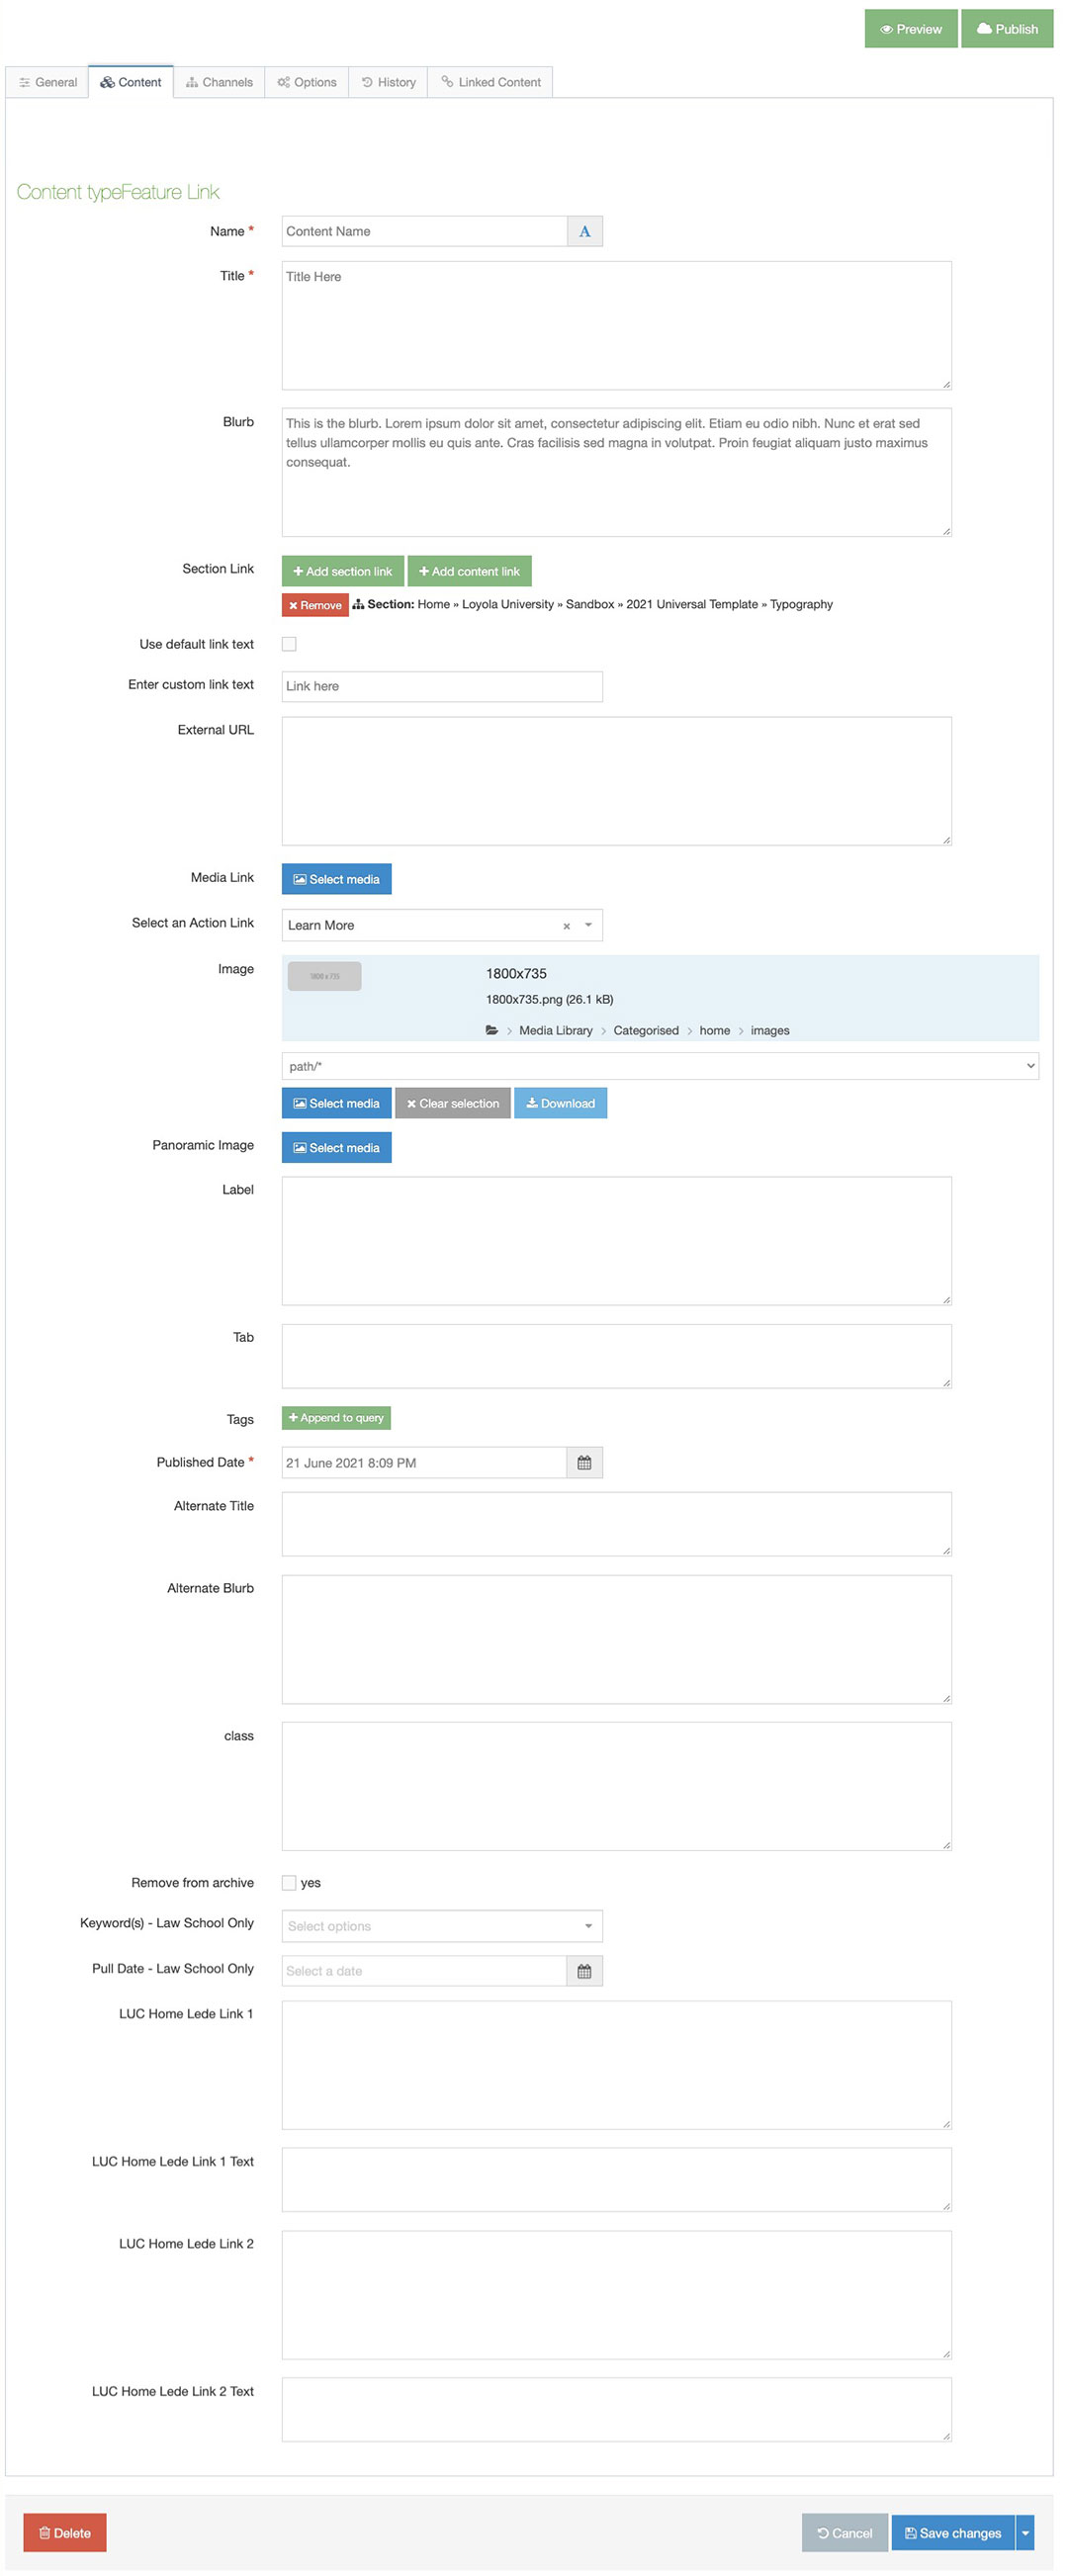 Preview Publish
General Content Channels Options History Linked Content
Content typeFeature Link
Name * Content Name A
Title * Title Here
Blurb This is the blurb. Lorem ipsum dolor sit amet, consectetur adipiscing elit. Etiam eu odio nibh. Nunc et erat sed
tellus ullamcorper mollis eu quis ante. Cras facilisis sed magna in volutpat. Proin feugiat aliquam justo maximus
consequat.
Section Link + Add section link + Add content link
× Remove Section: Home » Loyola University » Sandbox » 2021 Universal Template » Typography
Use default link text
Enter custom link text Link here
External URL
Media Link Select media
Select an Action Link Learn More ×
Image 1800 x 735 1800x735
1800x735.png (26.1 kB)
> Media Library > Categorised > home > images
path/*
Select media × Clear selection Download
Panoramic Image Select media
Label
Tab
Tags + Append to query
Published Date * 21 June 2021 8:09 PM
Alternate Title
Alternate Blurb
class
Remove from archive yes
Keyword(s) - Law School Only Select options
Pull Date - Law School Only Select a date
LUC Home Lede Link 1
LUC Home Lede Link 1 Text
LUC Home Lede Link 2
LUC Home Lede Link 2 Text
Delete Cancel Save changes